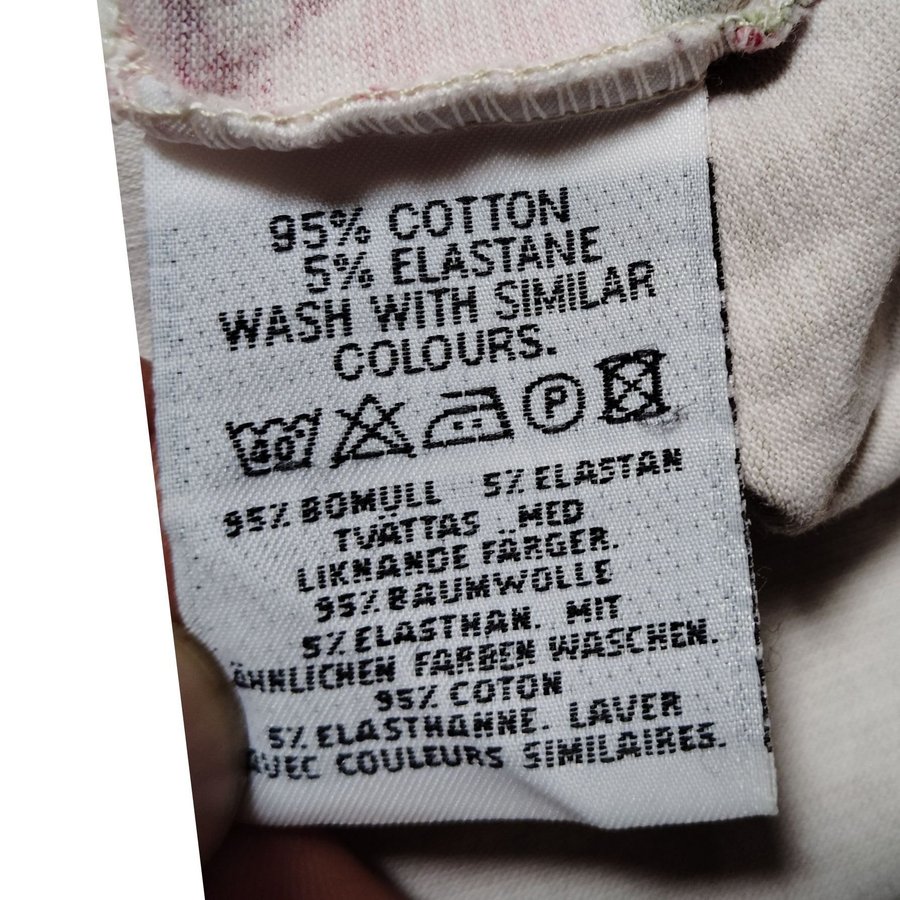 95% COTTON
5% ELASTANE
WASH WITH SIMILAR
COLOURS.
40° P
95% BOMULL 5% ELASTAN
TVÄTTAS MED
LIKNANDE FÄRGER.
95% BAUMWOLLE
5% ELASTHAN. MIT
ÄHNLICHEN FARBEN WASCHEN.
95% COTON
5% ELASTHANNE. LAVER
AVEC COULEURS SIMILAIRES.